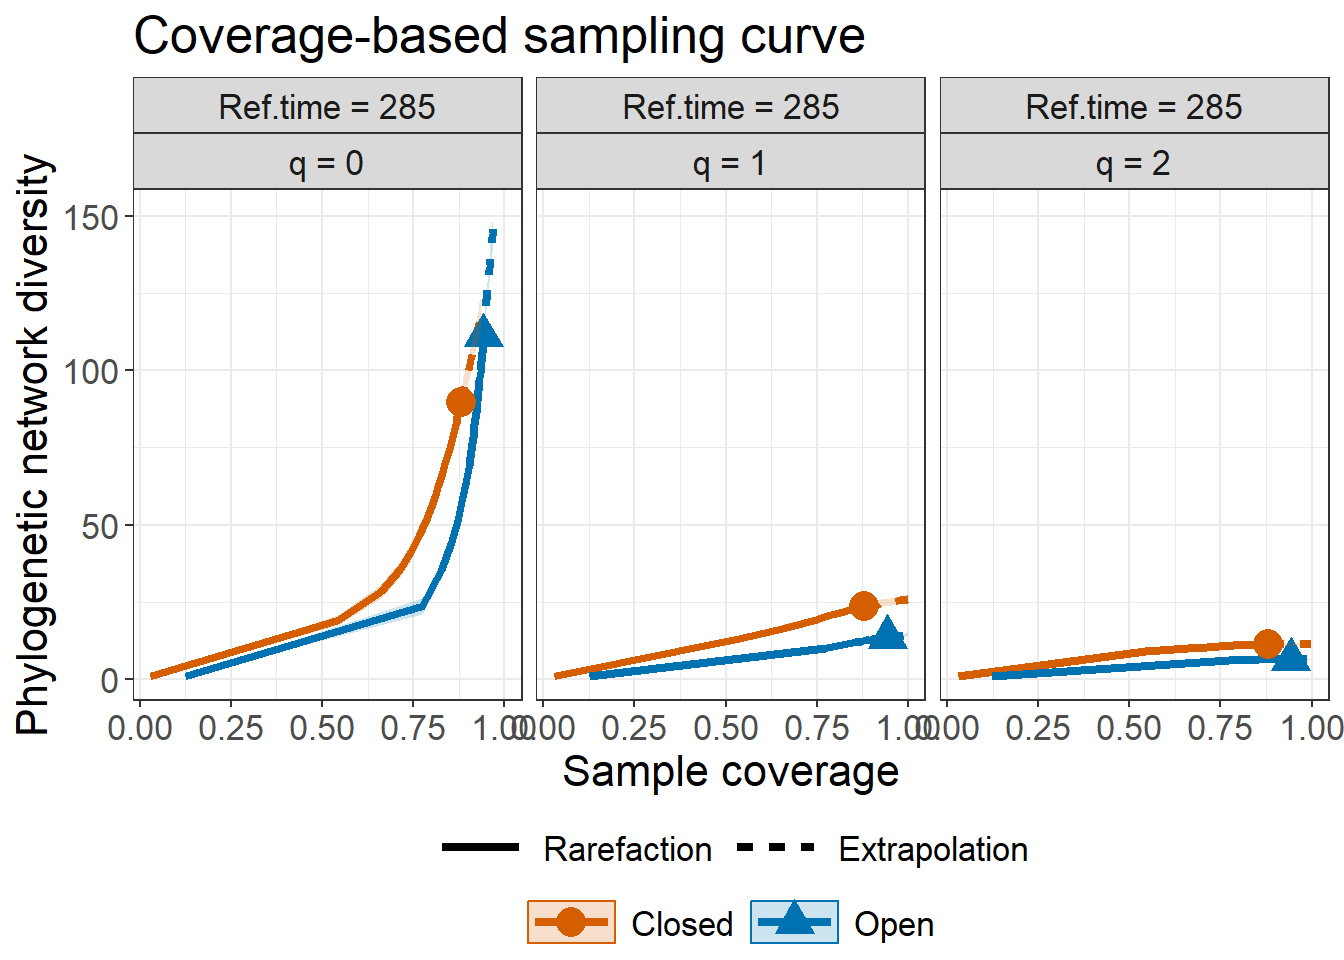 Coverage-based sampling curve
Ref.time = 285 Ref.time = 285 Ref.time = 285
q = 0 q = 1 q = 2
Phylogenetic network diversity
150
100
50
0
0.00 0.25 0.50 0.75 1.00 0.00 0.25 0.50 0.75 1.00 0.00 0.25 0.50 0.75 1.00
Sample coverage
Rarefaction Extrapolation
Closed Open